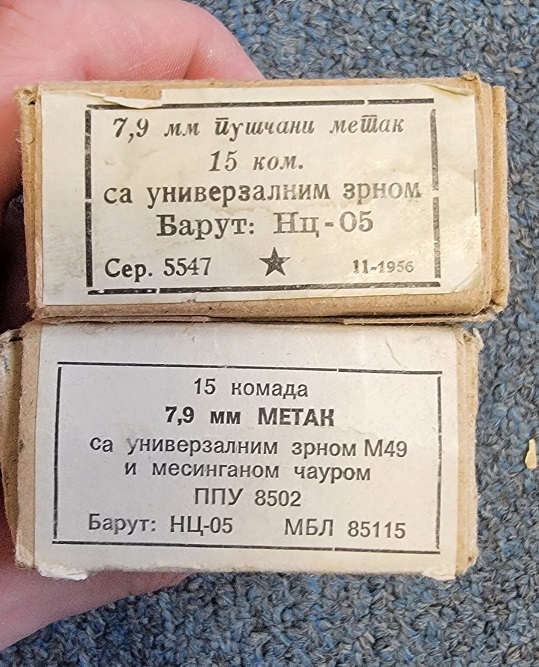 7,9 мм пушчани метак
15 ком.
са универзалним зрном
Барут: Нц-05
Сер. 5547 ★ 11-1956
15 комада
7,9 мм МЕТАК
са универзалним зрном М49
и месинганом чауром
ППУ 8502
Барут: НЦ-05 МБЛ 85115